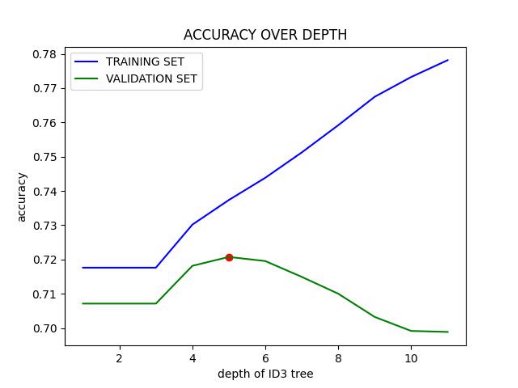 ACCURACY OVER DEPTH
TRAINING SET
VALIDATION SET
0.78
0.77
0.76
0.75
0.74
0.73
0.72
0.71
0.70
accuracy
2 4 6 8 10
depth of ID3 tree